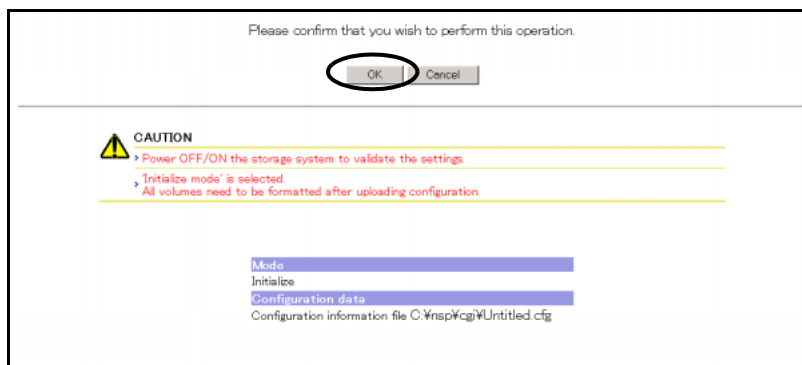 Please confirm that you wish to perform this operation.
OK Cancel
CAUTION
Power OFF/ON the storage system to validate the settings.
'Initialize mode' is selected.
All volumes need to be formatted after uploading configuration.
Mode
Initialize
Configuration data
Configuration information file C:¥nsp¥cgi¥Untitled.cfg